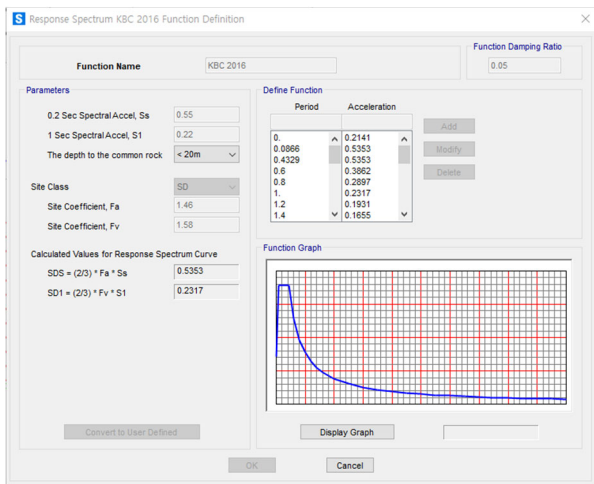 S Response Spectrum KBC 2016 Function Definition
Function Damping Ratio
Function Name KBC 2016 0.05
Parameters
0.2 Sec Spectral Accel, Ss 0.55
1 Sec Spectral Accel, S1 0.22
The depth to the common rock < 20m
Site Class SD
Site Coefficient, Fa 1.46
Site Coefficient, Fv 1.58
Calculated Values for Response Spectrum Curve
SDS = (2/3) * Fa * Ss 0.5353
SD1 = (2/3) * Fv * S1 0.2317
Convert to User Defined
Define Function
Period Acceleration
0. 0.2141
0.0866 0.5353
0.4329 0.5353
0.6 0.3862
0.8 0.2897
1. 0.2317
1.2 0.1931
1.4 0.1655
Add
Modify
Delete
Function Graph
Display Graph
OK Cancel